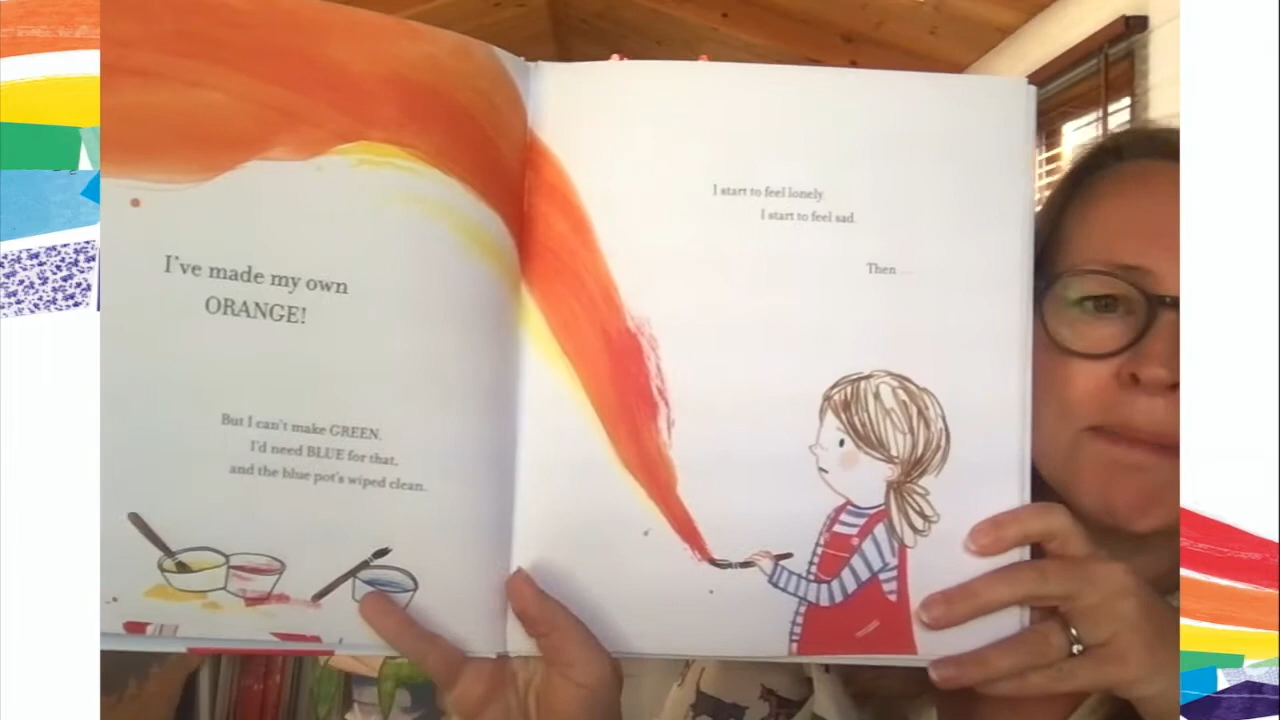 I've made my own
ORANGE!
But I can't make GREEN,
I'd need BLUE for that,
and the blue pot's wiped clean.
I start to feel lonely.
I start to feel sad.
Then . . .